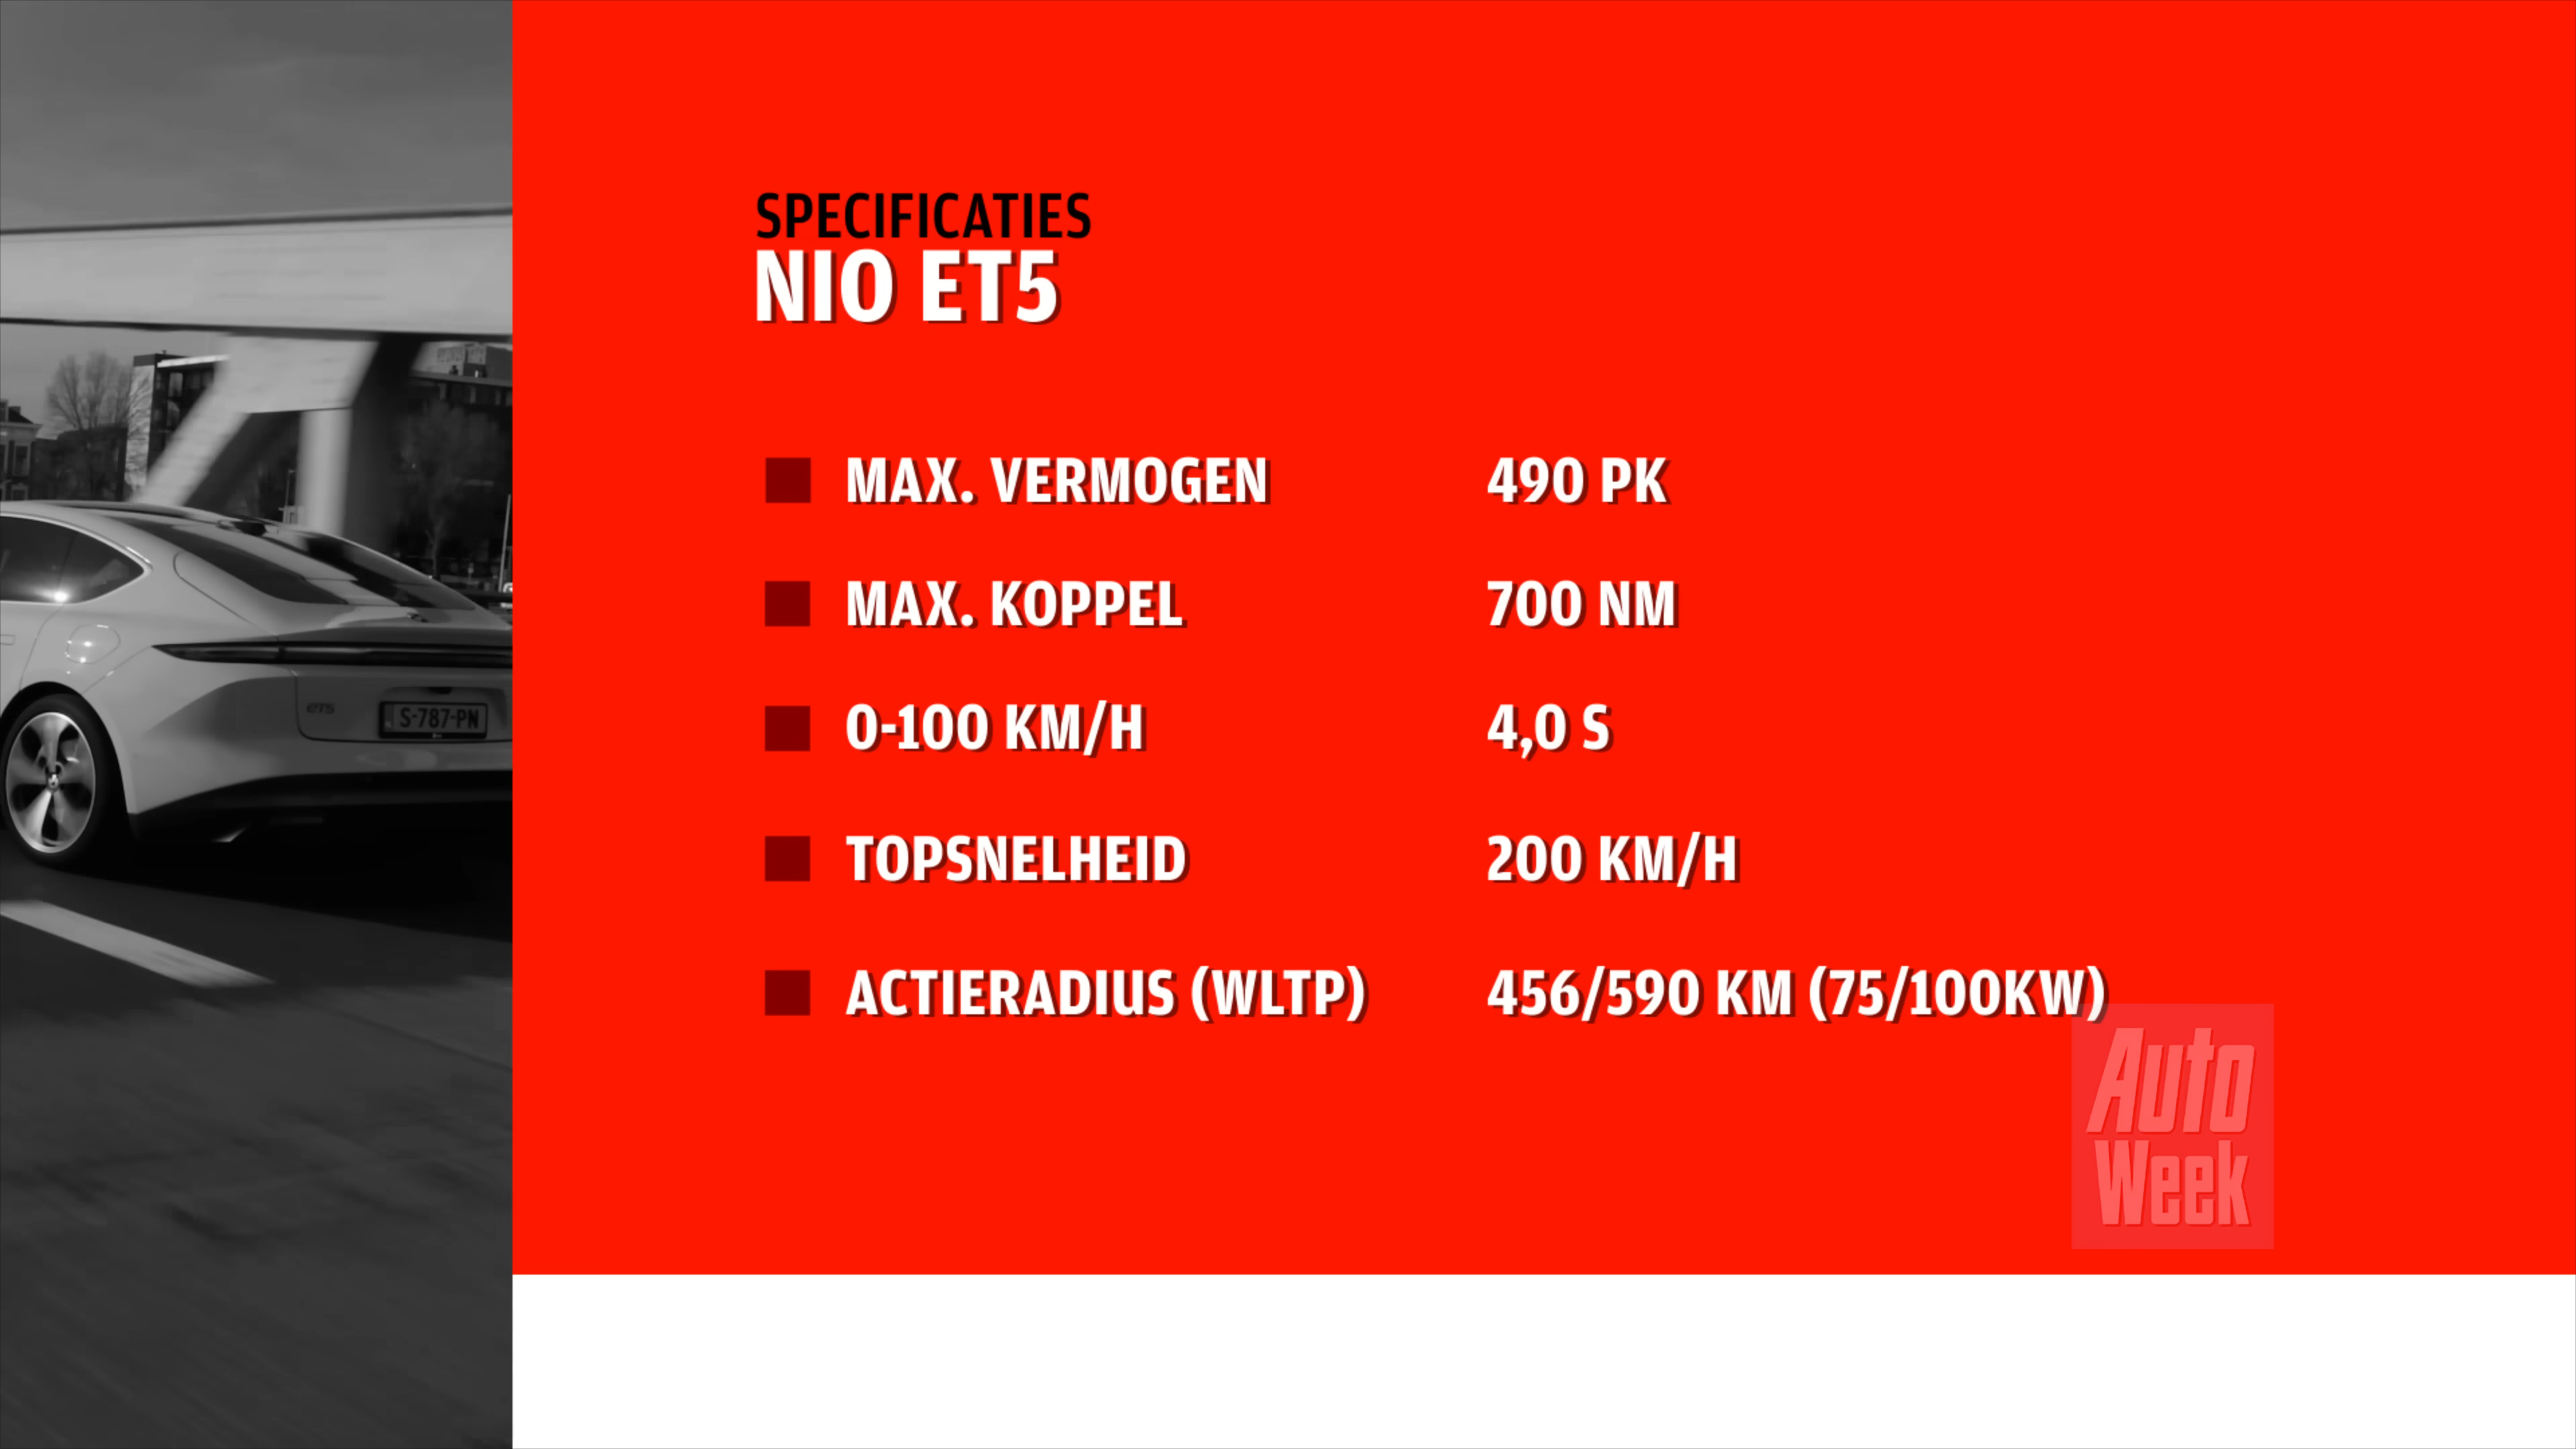 SPECIFICATIES
NIO ET5
MAX. VERMOGEN 490 PK
MAX. KOPPEL 700 NM
0-100 KM/H 4,0 S
TOPSNELHEID 200 KM/H
ACTIERADIUS (WLTP) 456/590 KM (75/100KW)
ET5
S-787-PN
Auto
Week